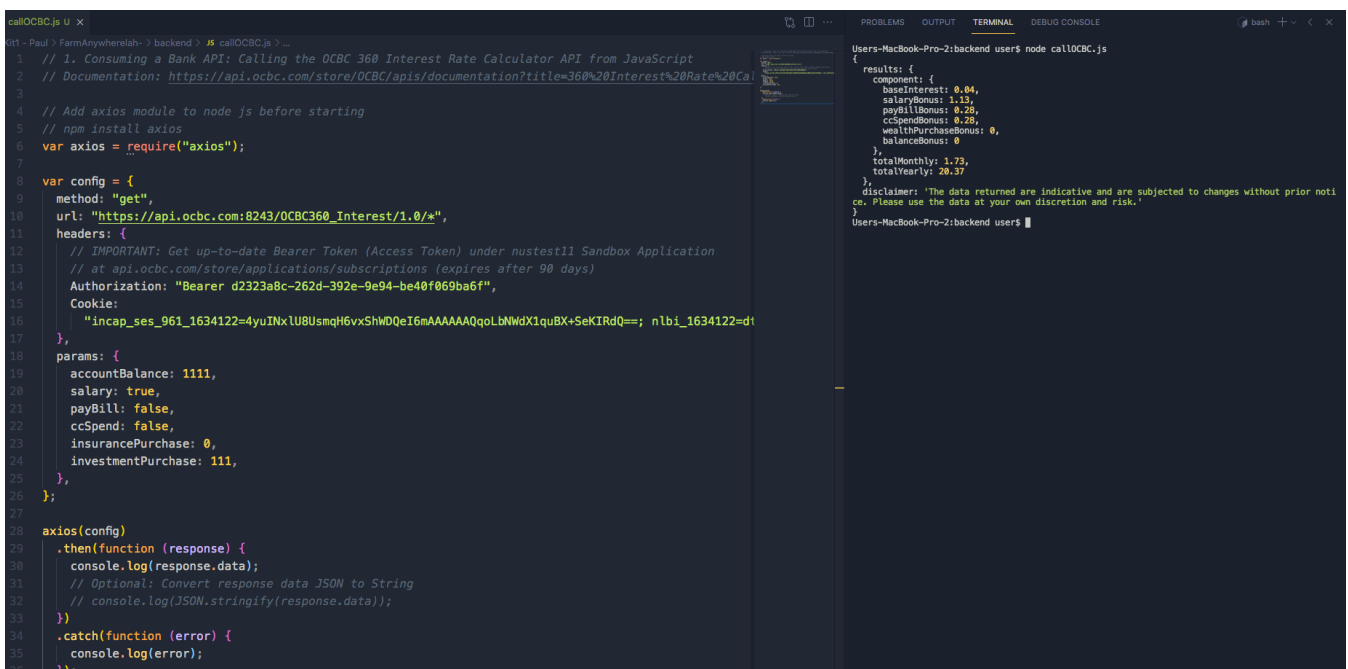 callOCBC.js U ×
Kit1 - Paul > FarmAnywherelah- > backend > JS callOCBC.js > ...
1 // 1. Consuming a Bank API: Calling the OCBC 360 Interest Rate Calculator API from JavaScript
2 // Documentation: https://api.ocbc.com/store/OCBC/apis/documentation?title=360%20Interest%20Rate%20Cal
3
4 // Add axios module to node js before starting
5 // npm install axios
6 var axios = require("axios");
7
8 var config = {
9 method: "get",
10 url: "https://api.ocbc.com:8243/OCBC360_Interest/1.0/*",
11 headers: {
12 // IMPORTANT: Get up-to-date Bearer Token (Access Token) under nustest11 Sandbox Application
13 // at api.ocbc.com/store/applications/subscriptions (expires after 90 days)
14 Authorization: "Bearer d2323a8c-262d-392e-9e94-be40f069ba6f",
15 Cookie:
16 "incap_ses_961_1634122=4yuINxlU8UsmqH6vxShWDQeI6mAAAAAAQqoLbNWdX1quBX+SeKIRdQ==; nlbi_1634122=dt
17 },
18 params: {
19 accountBalance: 1111,
20 salary: true,
21 payBill: false,
22 ccSpend: false,
23 insurancePurchase: 0,
24 investmentPurchase: 111,
25 },
26 };
27
28 axios(config)
29 .then(function (response) {
30 console.log(response.data);
31 // Optional: Convert response data JSON to String
32 // console.log(JSON.stringify(response.data));
33 })
34 .catch(function (error) {
35 console.log(error);
PROBLEMS OUTPUT TERMINAL DEBUG CONSOLE bash
Users-MacBook-Pro-2:backend user$ node callOCBC.js
{
results: {
component: {
baseInterest: 0.04,
salaryBonus: 1.13,
payBillBonus: 0.28,
ccSpendBonus: 0.28,
wealthPurchaseBonus: 0,
balanceBonus: 0
},
totalMonthly: 1.73,
totalYearly: 20.37
},
disclaimer: 'The data returned are indicative and are subjected to changes without prior noti
ce. Please use the data at your own discretion and risk.'
}
Users-MacBook-Pro-2:backend user$